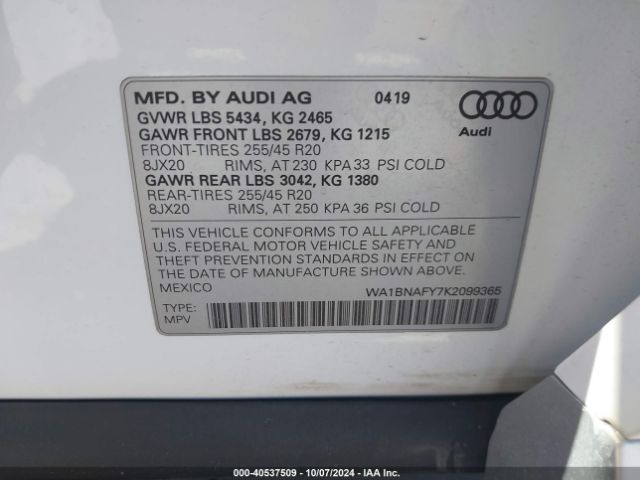 MFD. BY AUDI AG 0419
GVWR LBS 5434, KG 2465
GAWR FRONT LBS 2679, KG 1215
FRONT-TIRES 255/45 R20
8JX20 RIMS, AT 230 KPA 33 PSI COLD
GAWR REAR LBS 3042, KG 1380
REAR-TIRES 255/45 R20
8JX20 RIMS, AT 250 KPA 36 PSI COLD
Audi
THIS VEHICLE CONFORMS TO ALL APPLICABLE
U.S. FEDERAL MOTOR VEHICLE SAFETY AND
THEFT PREVENTION STANDARDS IN EFFECT ON
THE DATE OF MANUFACTURE SHOWN ABOVE.
MEXICO WA1BNAFY7K2099365
TYPE:
MPV
000-40537509 - 10/07/2024 - IAA Inc.